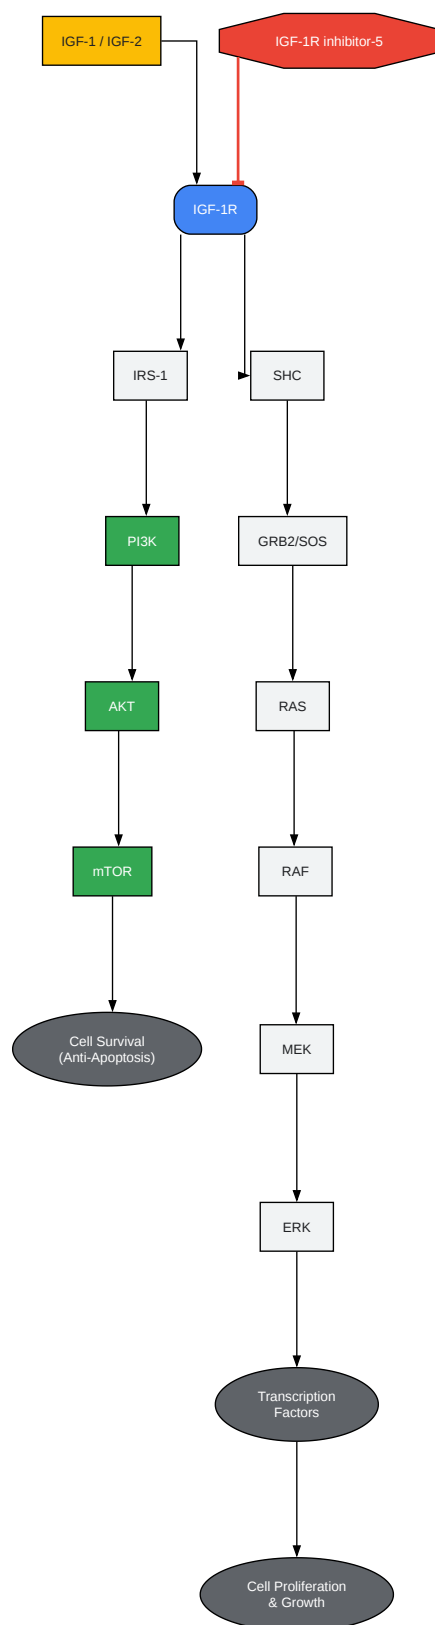 IGF-1 / IGF-2
IGF-1R inhibitor-5
IGF-1R
IRS-1
SHC
PI3K
GRB2/SOS
AKT
RAS
mTOR
RAF
Cell Survival
(Anti-Apoptosis)
MEK
ERK
Transcription
Factors
Cell Proliferation
& Growth